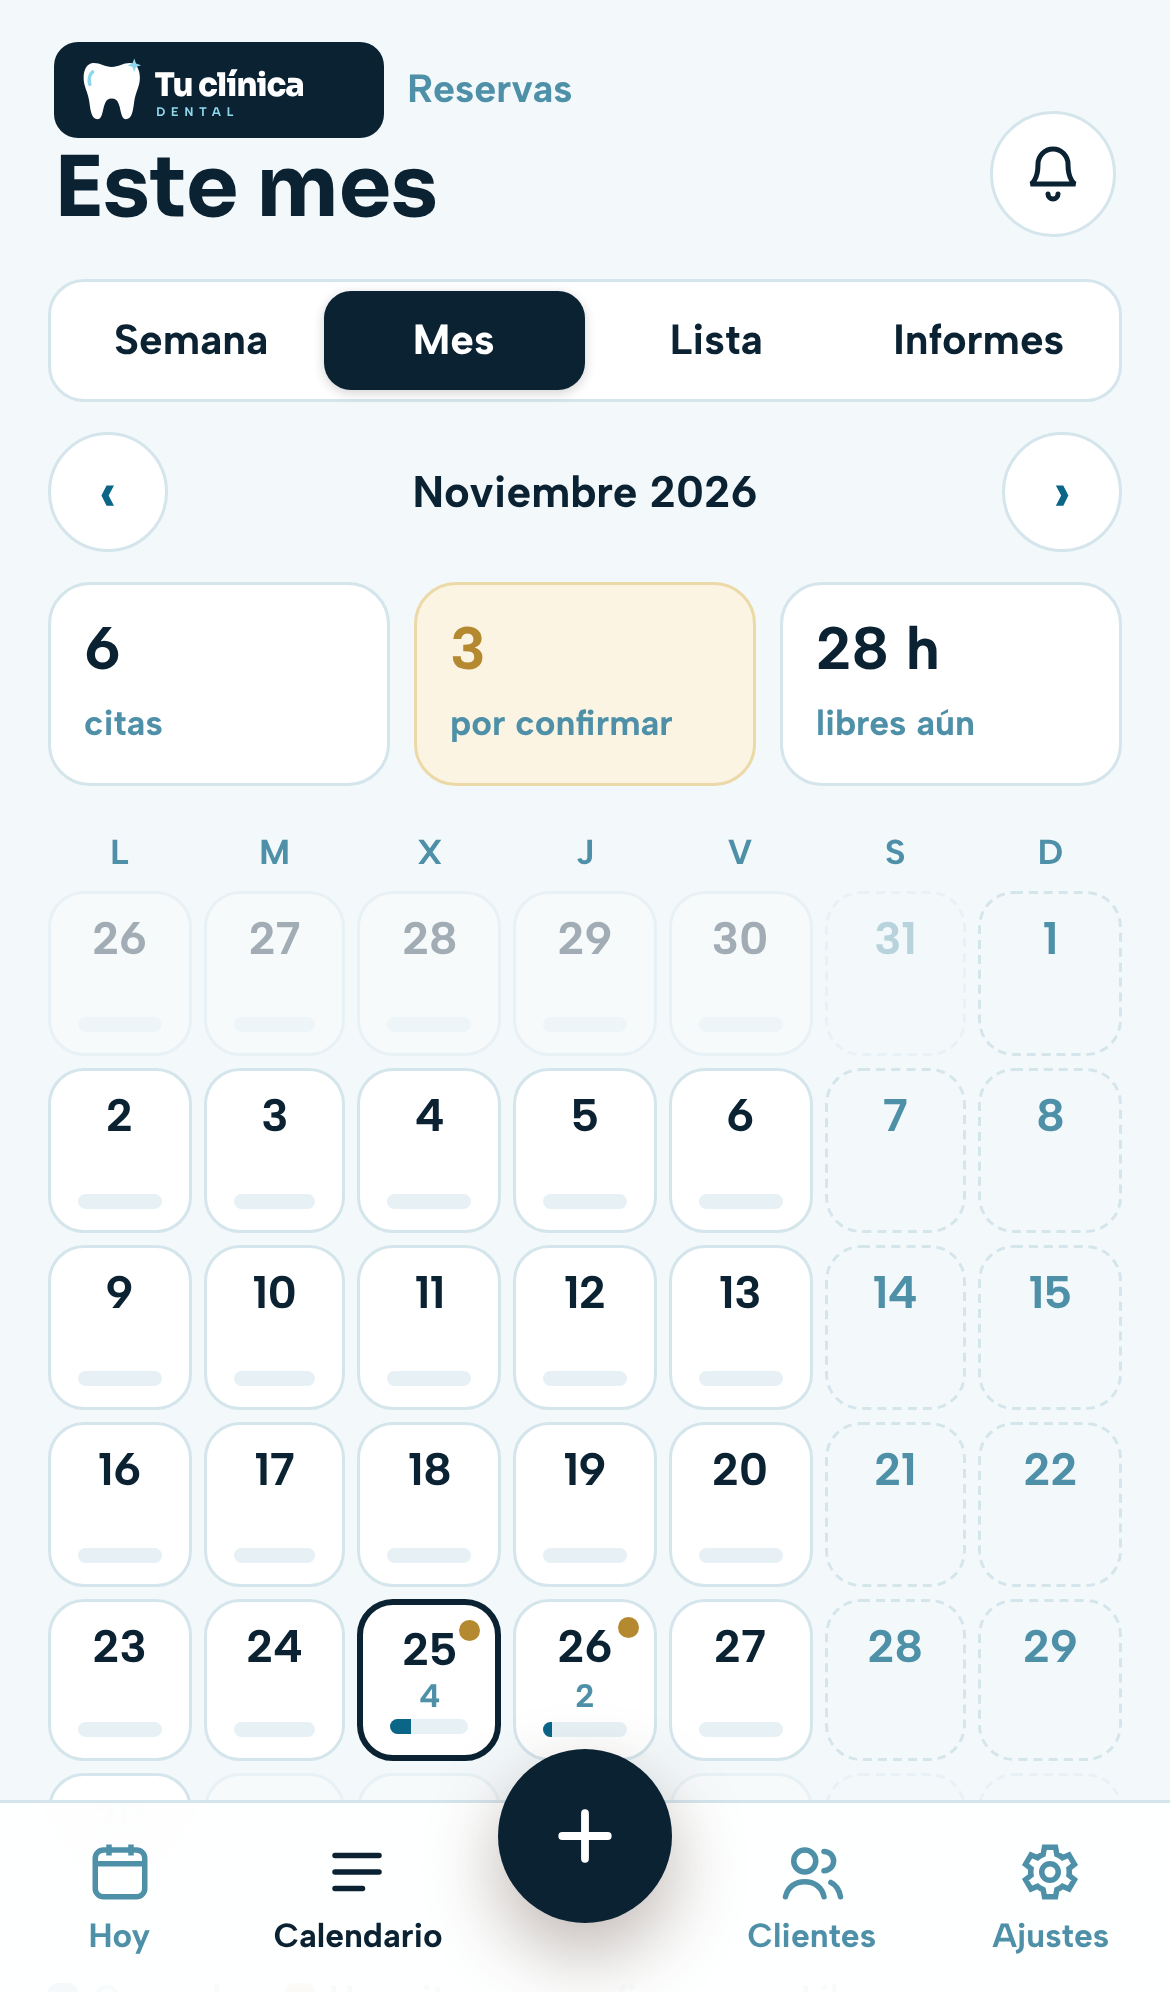 Tu clínica
DENTAL
Reservas
Este mes
Semana Mes Lista Informes
‹ Noviembre 2026 ›
6 3 28 h
citas por confirmar libres aún
L M X J V S D
26 27 28 29 30 31 1
2 3 4 5 6 7 8
9 10 11 12 13 14 15
16 17 18 19 20 21 22
23 24 25 26 27 28 29
4 2
Hoy Calendario Clientes Ajustes